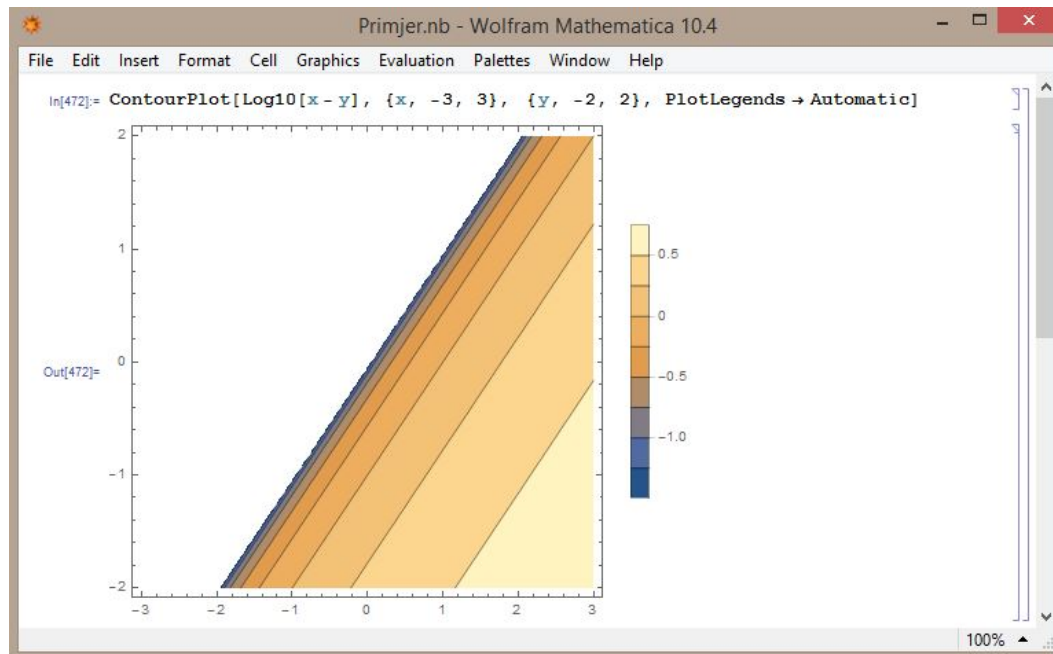 Primjer.nb - Wolfram Mathematica 10.4
File Edit Insert Format Cell Graphics Evaluation Palettes Window Help
In[472]:= ContourPlot[Log10[x - y], {x, -3, 3}, {y, -2, 2}, PlotLegends → Automatic]
2
1
0
-1
-2
-3 -2 -1 0 1 2 3
0.5
0
-0.5
-1.0
Out[472]=
100%